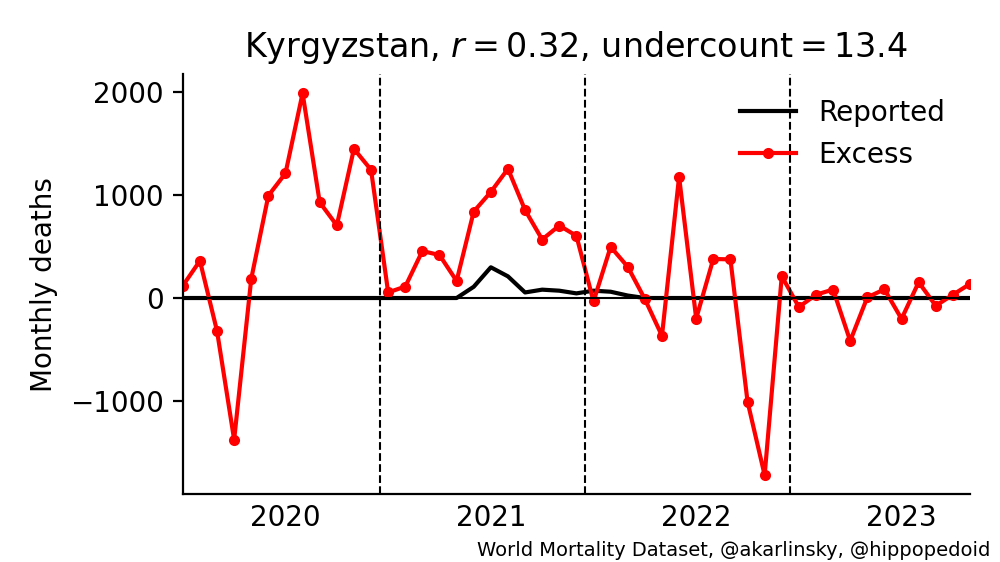 Kyrgyzstan, r = 0.32, undercount = 13.4
Reported
Excess
Monthly deaths
2000
1000
0
−1000
2020 2021 2022 2023
World Mortality Dataset, @akarlinsky, @hippopedoid